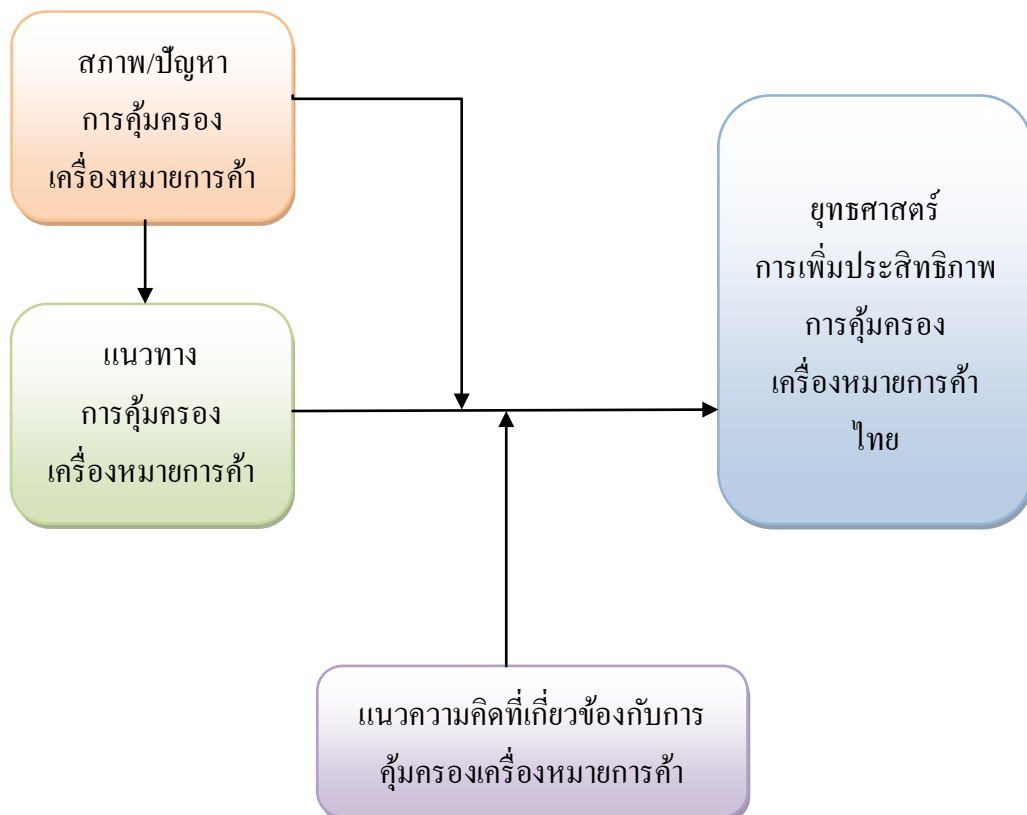 สภาพ/ปัญหา
การคุ้มครอง
เครื่องหมายการค้า
แนวทาง
การคุ้มครอง
เครื่องหมายการค้า
ยุทธศาสตร์
การเพิ่มประสิทธิภาพ
การคุ้มครอง
เครื่องหมายการค้า
ไทย
แนวความคิดที่เกี่ยวข้องกับการ
คุ้มครองเครื่องหมายการค้า